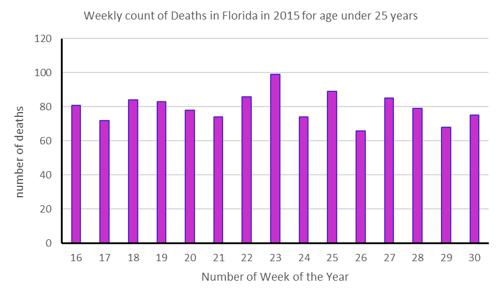 Weekly count of Deaths in Florida in 2015 for age under 25 years
120
100
80
60
40
20
0
number of deaths
16 17 18 19 20 21 22 23 24 25 26 27 28 29 30
Number of Week of the Year